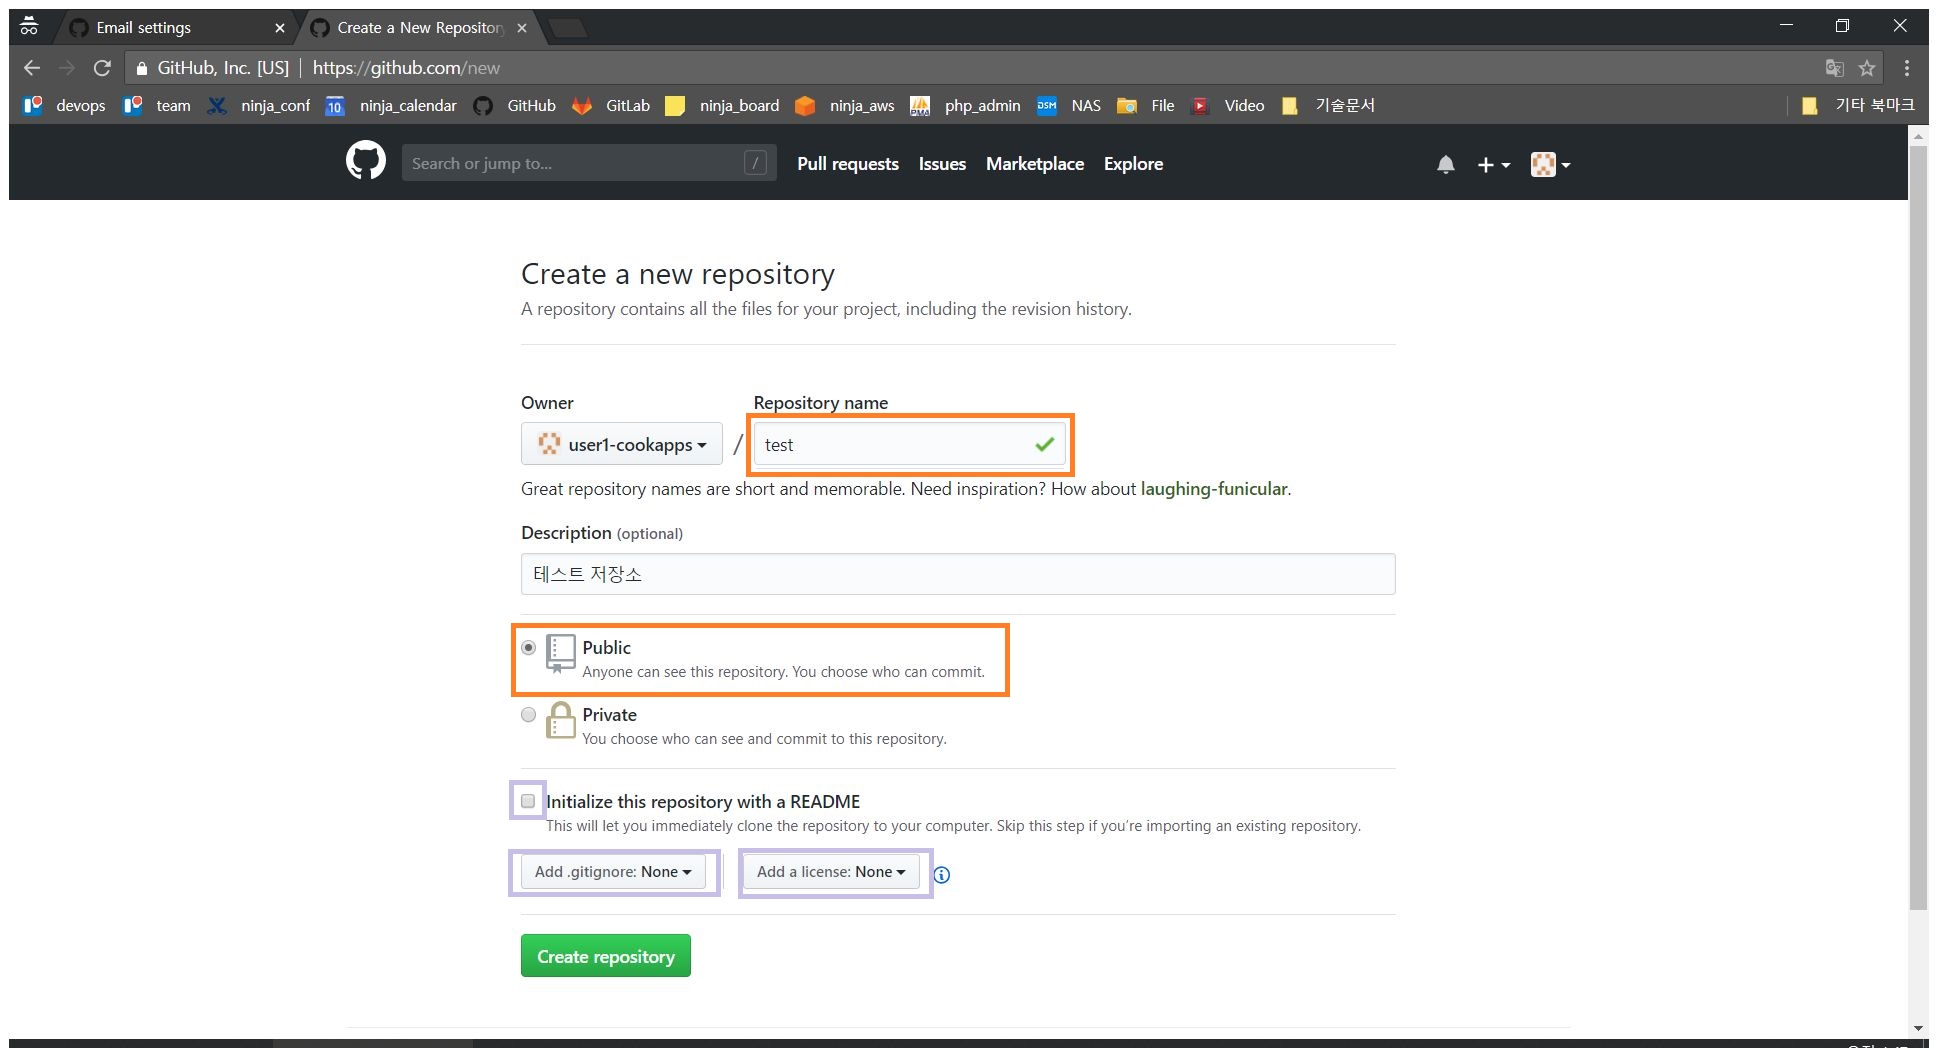 Email settings
Create a New Repository
GitHub, Inc. [US] https://github.com/new
devops team ninja_conf 10 ninja_calendar GitHub GitLab ninja_board ninja_aws PMA php_admin DSM NAS File Video 기술문서 기타 북마크
Search or jump to... / Pull requests Issues Marketplace Explore
Create a new repository
A repository contains all the files for your project, including the revision history.
Owner Repository name
user1-cookapps / test
Great repository names are short and memorable. Need inspiration? How about laughing-funicular.
Description (optional)
테스트 저장소
Public
Anyone can see this repository. You choose who can commit.
Private
You choose who can see and commit to this repository.
Initialize this repository with a README
This will let you immediately clone the repository to your computer. Skip this step if you’re importing an existing repository.
Add .gitignore: None Add a license: None
Create repository